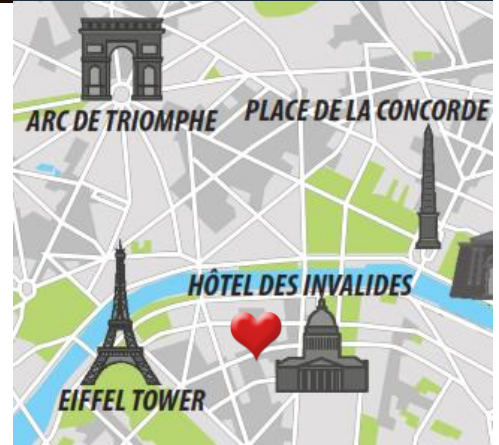 ARC DE TRIOMPHE
PLACE DE LA CONCORDE
HÔTEL DES INVALIDES
EIFFEL TOWER